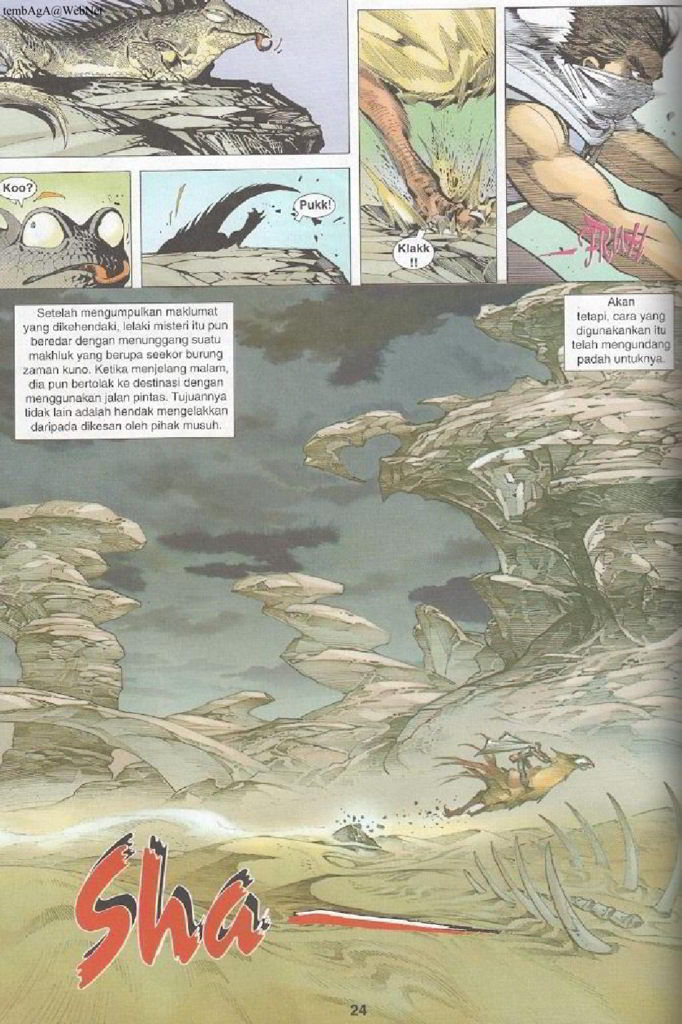 tembAgA@WebNet
Koo?
Pukk!
Klakk
!!
Setelah mengumpulkan maklumat
yang dikehendaki, lelaki misteri itu pun
beredar dengan menunggang suatu
makhluk yang berupa seekor burung
zaman kuno. Ketika menjelang malam,
dia pun bertolak ke destinasi dengan
menggunakan jalan pintas. Tujuannya
tidak lain adalah hendak mengelakkan
daripada dikesan oleh pihak musuh.
Akan
tetapi, cara yang
digunakankan itu
telah mengundang
padah untuknya.
Sha
24